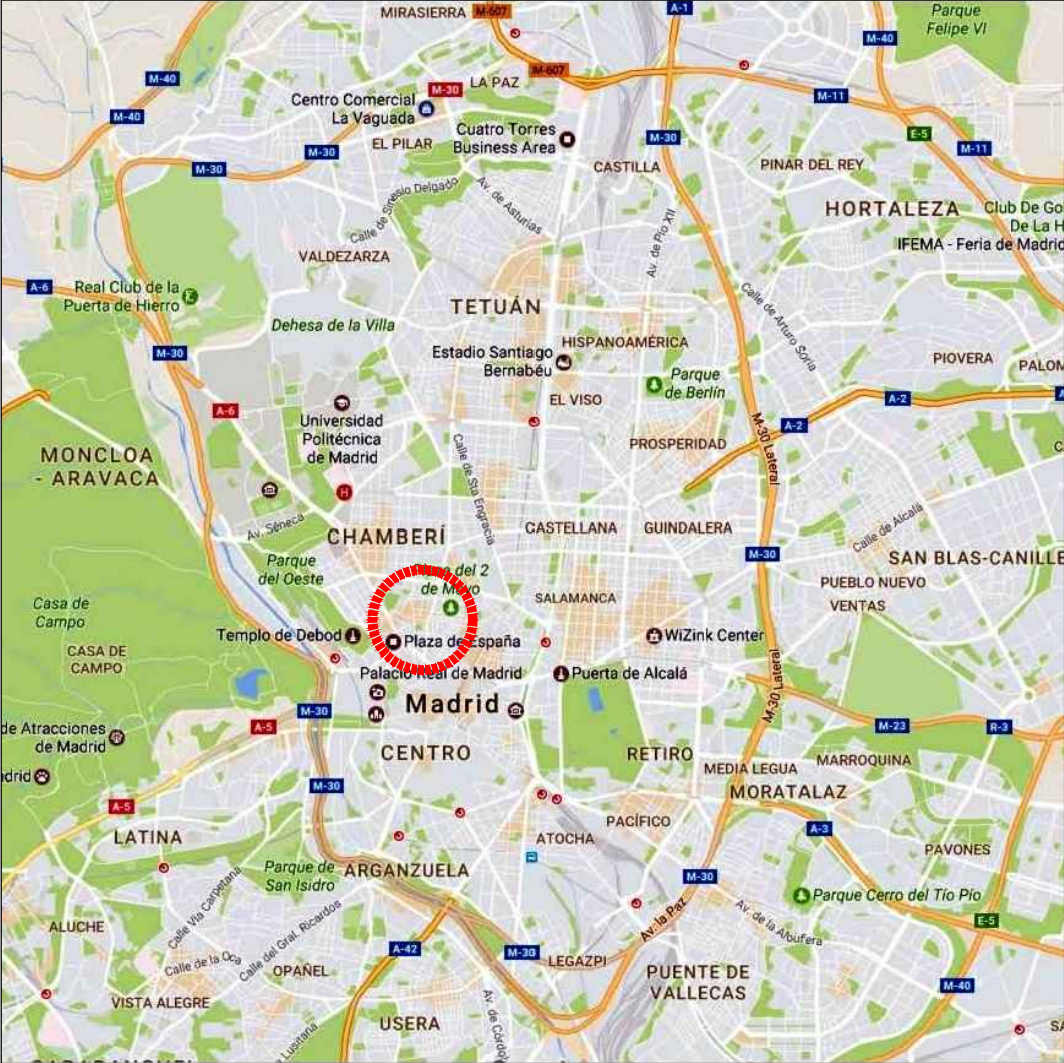 MIRASIERRA
M-607
A-1
Parque
Felipe VI
M-40
M-40
M-607
LA PAZ
M-30
M-11
Centro Comercial
La Vaguada
M-40
Cuatro Torres
Business Area
M-30
E-5
EL PILAR
M-30
M-11
M-30
CASTILLA
PINAR DEL REY
Calle de Sinesio Delgado
Av. de Asturias
HORTALEZA
Club De Go
De La H
IFEMA - Feria de Madrid
Av. de Pío XII
VALDEZARZA
A-6
Real Club de la
Puerta de Hierro
TETUÁN
Calle de Arturo Soria
Dehesa de la Villa
HISPANOAMÉRICA
M-30
Estadio Santiago
Bernabéu
PIOVERA
PALOM
Parque
de Berlín
EL VISO
A-2
A-6
Universidad
Politécnica
de Madrid
A-2
M-30 Lateral
PROSPERIDAD
MONCLOA
- ARAVACA
Calle de Sta Engracia
H
Av. Séneca
CHAMBERÍ
CASTELLANA
GUINDALERA
Calle de Alcalá
M-30
SAN BLAS-CANILLE
Parque
del Oeste
del 2
de Mayo
PUEBLO NUEVO
VENTAS
Casa de
Campo
SALAMANCA
Templo de Debod
Plaza de España
WiZink Center
CASA DE
CAMPO
Palacio Real de Madrid
Puerta de Alcalá
M-30 Lateral
Madrid
M-30
A-5
M-23
R-3
de Atracciones
de Madrid
CENTRO
RETIRO
MEDIA LEGUA
MARROQUINA
adrid
M-30
MORATALAZ
A-5
LATINA
PACÍFICO
A-3
ATOCHA
PAVONES
Parque de
San Isidro
ARGANZUELA
M-30
Parque Cerro del Tío Pío
Calle Vía Carpetana
Calle del Gral. Ricardos
Av. la Paz
Av. de la Albufera
E-5
ALUCHE
A-42
M-30
LEGAZPI
Calle de la Oca
OPAÑEL
PUENTE DE
VALLECAS
M-40
VISTA ALEGRE
USERA
Av. de Córdo
Lusitana
SA
CARABANCHEL